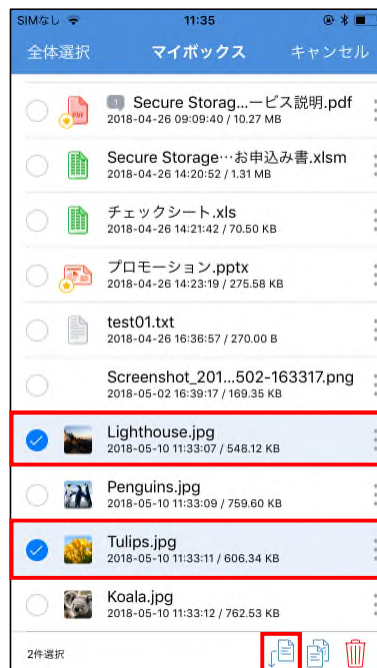 SIMなし 11:35
全体選択 マイボックス キャンセル
1 Secure Storag...ービス説明.pdf
2018-04-26 09:09:40 / 10.27 MB
Secure Storage…お申込み書.xlsm
2018-04-26 14:20:52 / 1.31 MB
チェックシート.xls
2018-04-26 14:21:42 / 70.50 KB
プロモーション.pptx
2018-04-26 14:23:19 / 275.58 KB
test01.txt
2018-04-26 16:36:57 / 270.00 B
Screenshot_201...502-163317.png
2018-05-02 16:39:17 / 169.35 KB
Lighthouse.jpg
2018-05-10 11:33:07 / 548.12 KB
Penguins.jpg
2018-05-10 11:33:09 / 759.60 KB
Tulips.jpg
2018-05-10 11:33:11 / 606.34 KB
Koala.jpg
2018-05-10 11:33:12 / 762.53 KB
2件選択